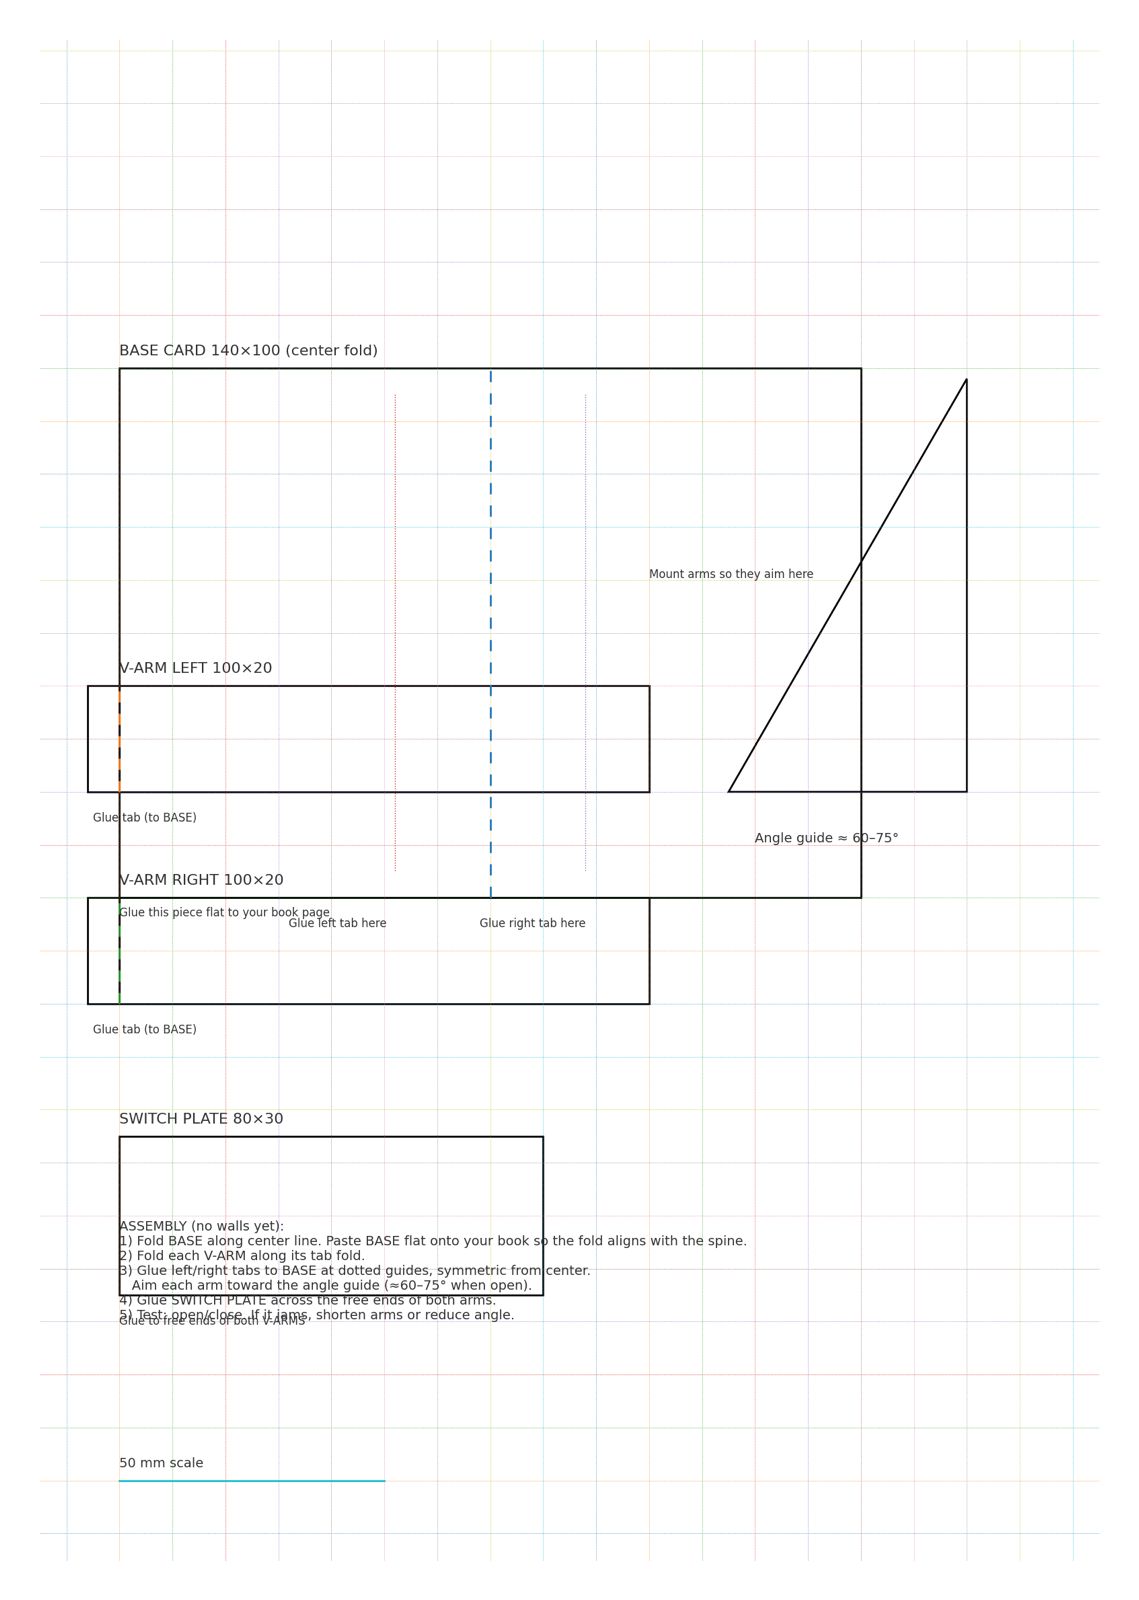 BASE CARD 140×100 (center fold)
Mount arms so they aim here
V-ARM LEFT 100×20
Glue tab (to BASE)
Angle guide ≈ 60–75°
V-ARM RIGHT 100×20
Glue this piece flat to your book page
Glue left tab here
Glue right tab here
Glue tab (to BASE)
SWITCH PLATE 80×30
ASSEMBLY (no walls yet):
1) Fold BASE along center line. Paste BASE flat onto your book so the fold aligns with the spine.
2) Fold each V-ARM along its tab fold.
3) Glue left/right tabs to BASE at dotted guides, symmetric from center.
Aim each arm toward the angle guide (≈60–75° when open).
4) Glue SWITCH PLATE across the free ends of both arms.
5) Test: open/close. If it jams, shorten arms or reduce angle.
Glue to free ends of both V-ARMS
50 mm scale